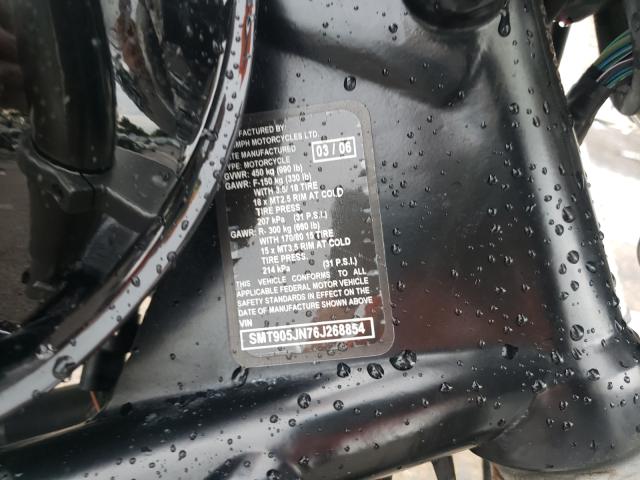 FACTURED BY:
MPH MOTORCYCLES LTD.
TE MANUFACTURED 03 / 06
TYPE: MOTORCYCLE
GVWR: 450 kg (990 lb)
GAWR: F-150 kg (330 lb)
WITH 3.5/ 18 TIRE
18 x MT2.5 RIM AT COLD
TIRE PRESS
207 kPa (31 P.S.I.)
GAWR: R- 300 kg (660 lb)
WITH 170/80 15 TIRE
15 x MT3.5 RIM AT COLD
TIRE PRESS
214 kPa (31 P.S.I.)
THIS VEHICLE CONFORMS TO ALL
APPLICABLE FEDERAL MOTOR VEHICLE
SAFETY STANDARDS IN EFFECT ON THE
DATE OF MANUFACTURE SHOWN ABOVE
VIN
SMT905JN76J268854